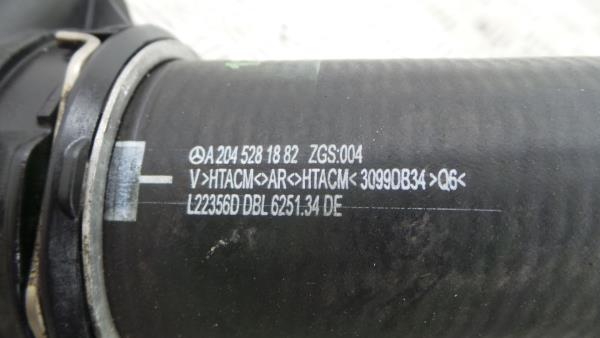 A 204 528 18 82 ZGS:004
V>HTACM<>AR<>HTACM<3099DB34>Q6<
L22356D DBL 6251.34 DE